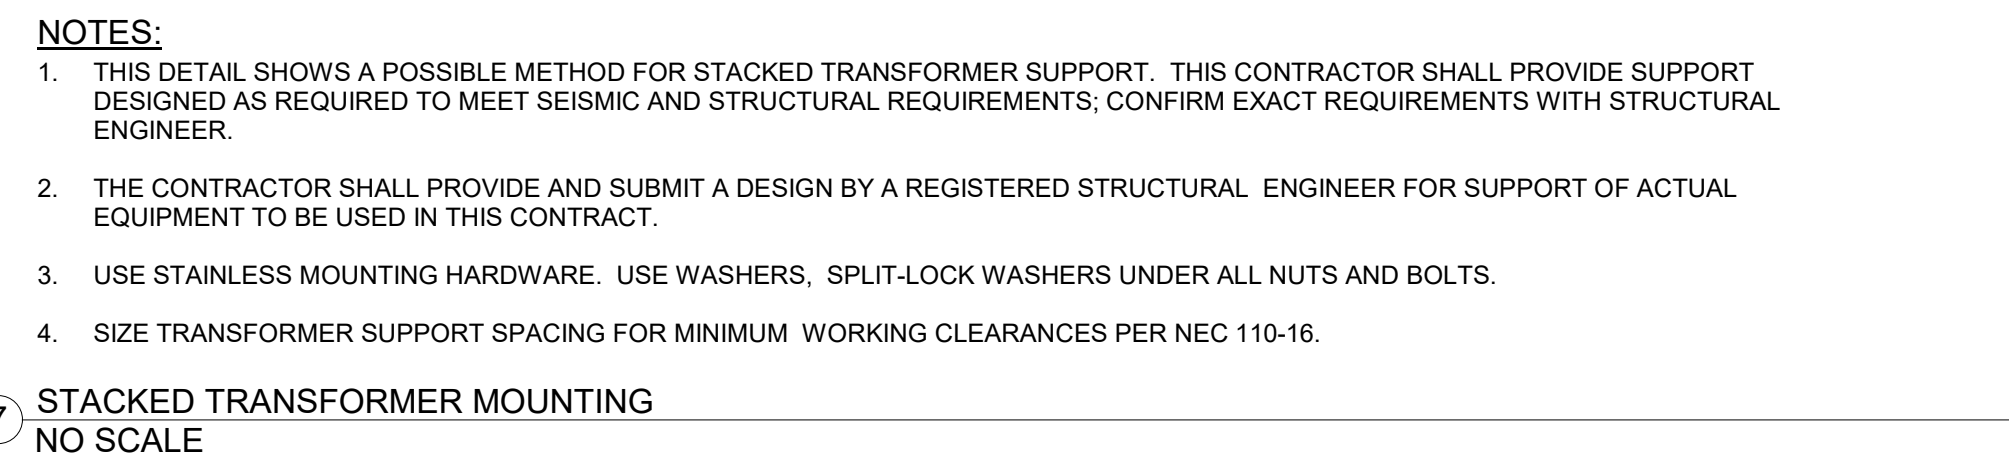 NOTES:
1. THIS DETAIL SHOWS A POSSIBLE METHOD FOR STACKED TRANSFORMER SUPPORT. THIS CONTRACTOR SHALL PROVIDE SUPPORT
DESIGNED AS REQUIRED TO MEET SEISMIC AND STRUCTURAL REQUIREMENTS; CONFIRM EXACT REQUIREMENTS WITH STRUCTURAL
ENGINEER.
2. THE CONTRACTOR SHALL PROVIDE AND SUBMIT A DESIGN BY A REGISTERED STRUCTURAL ENGINEER FOR SUPPORT OF ACTUAL
EQUIPMENT TO BE USED IN THIS CONTRACT.
3. USE STAINLESS MOUNTING HARDWARE. USE WASHERS, SPLIT-LOCK WASHERS UNDER ALL NUTS AND BOLTS.
4. SIZE TRANSFORMER SUPPORT SPACING FOR MINIMUM WORKING CLEARANCES PER NEC 110-16.
STACKED TRANSFORMER MOUNTING
NO SCALE